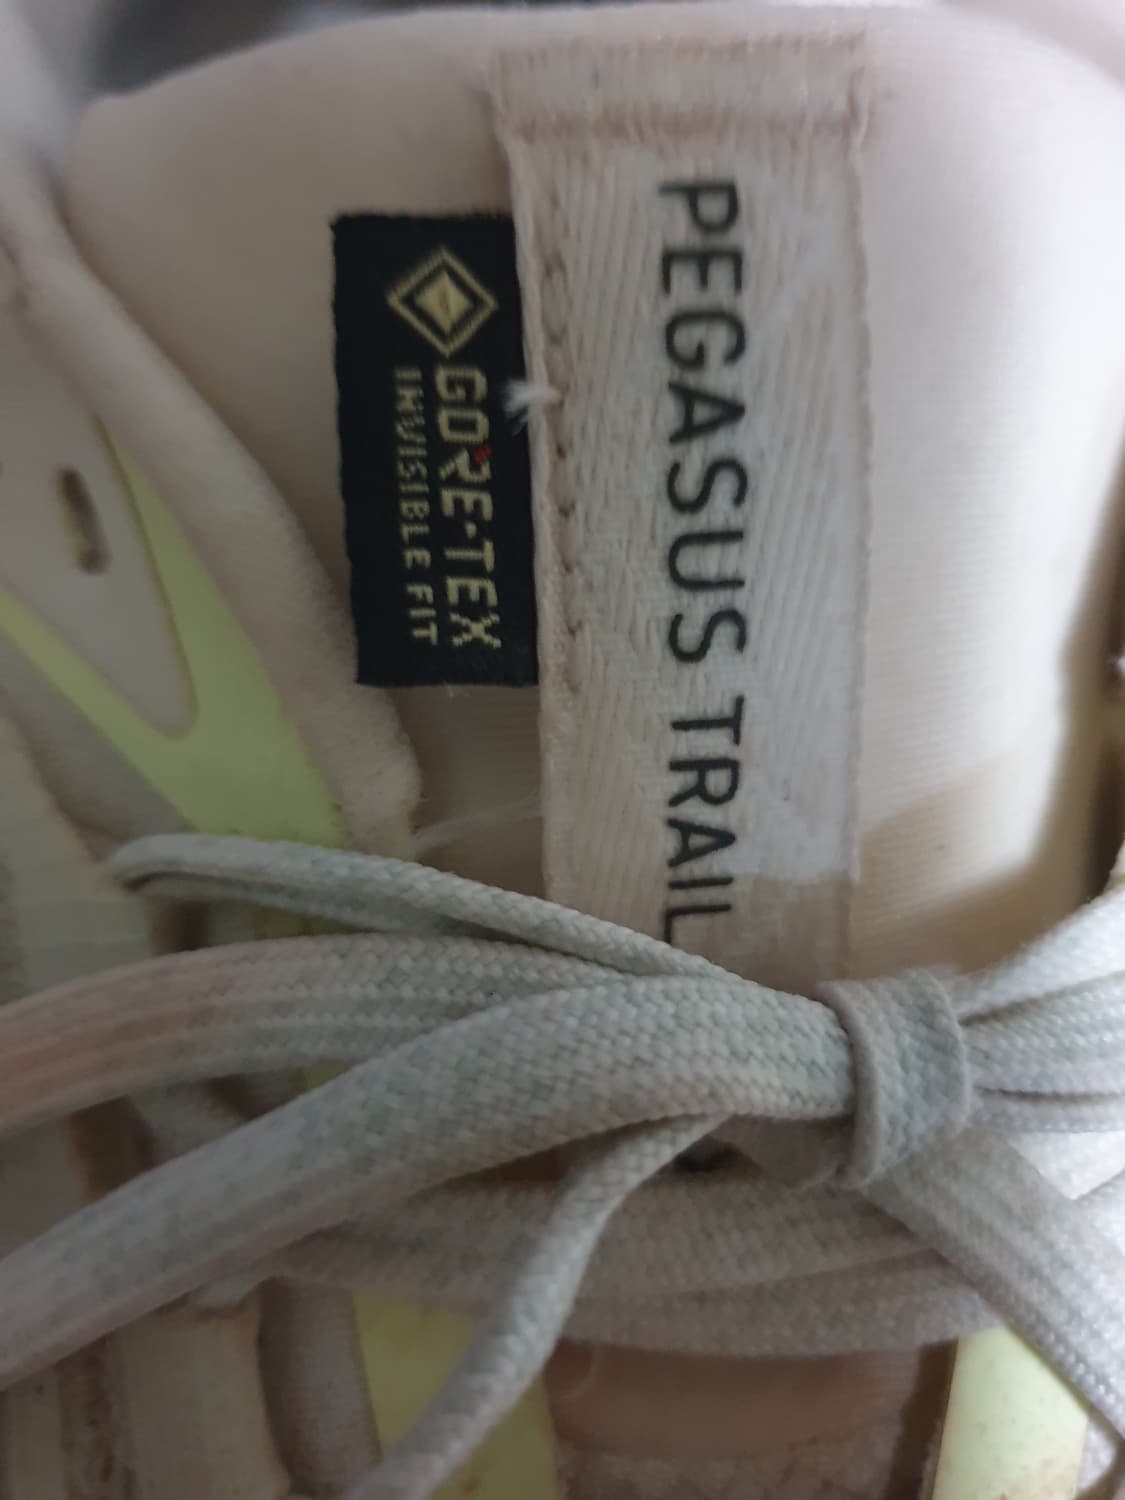 PEGASUS TRAIL
GORE-TEX
INVISIBLE FIT